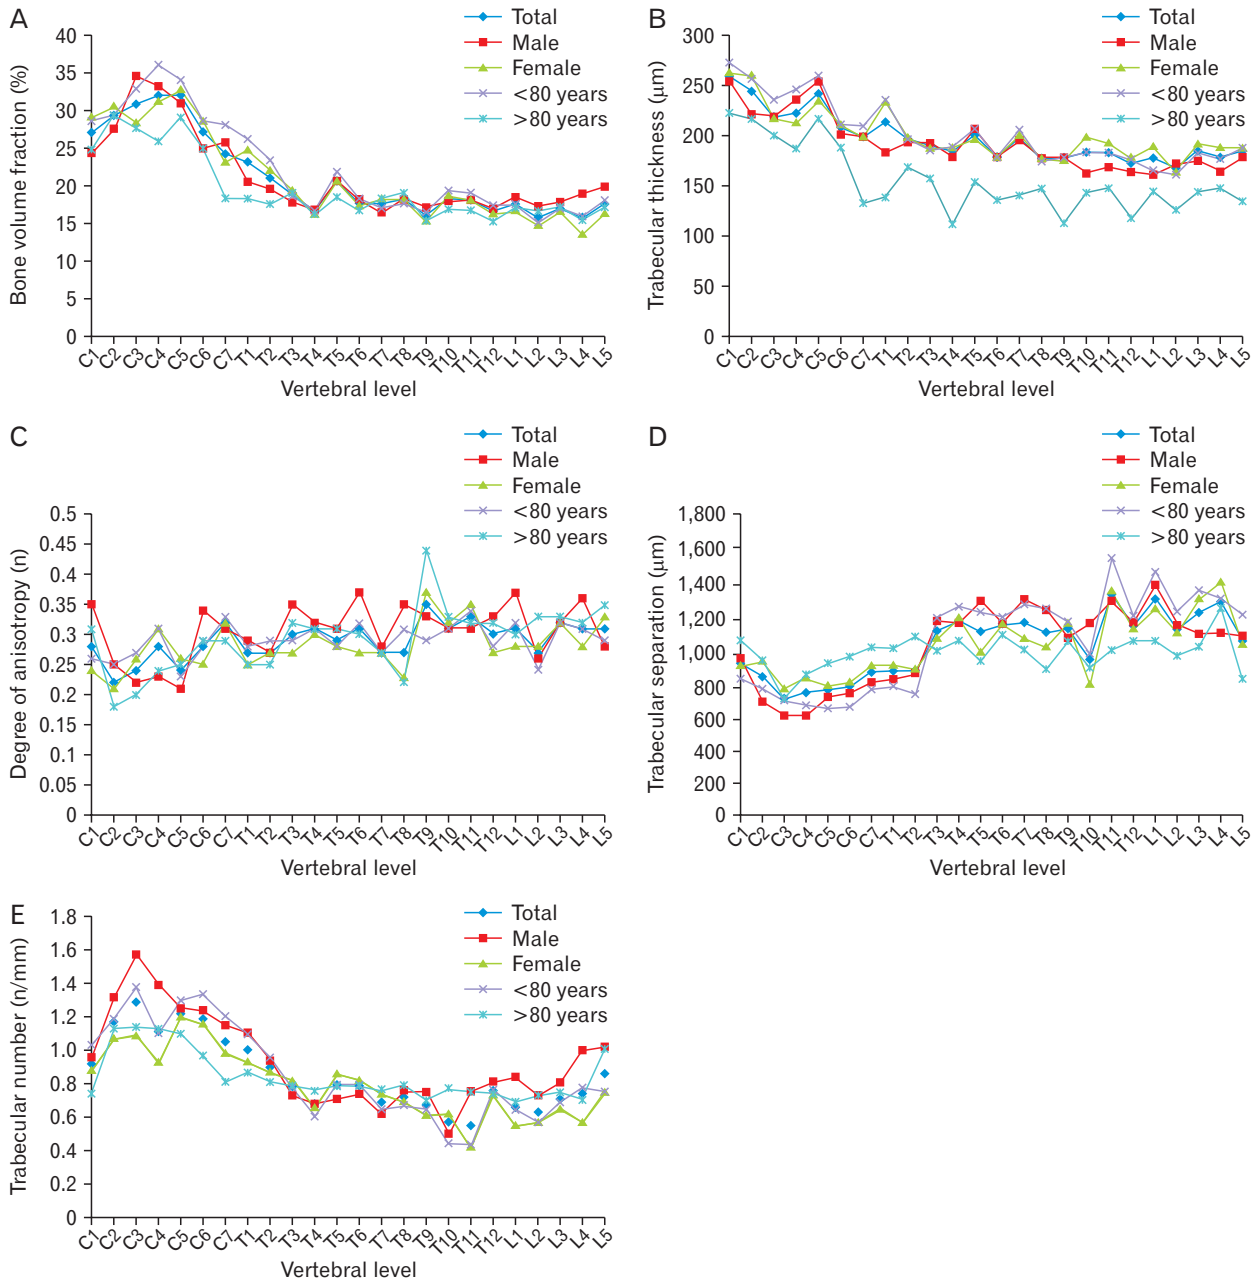 A
Total
Male
Female
<80 years
>80 years
Bone volume fraction (%)
40
35
30
25
20
15
10
5
0
C1 C2 C3 C4 C5 C6 C7 T1 T2 T3 T4 T5 T6 T7 T8 T9 T10 T11 T12 L1 L2 L3 L4 L5
Vertebral level
B
Total
Male
Female
<80 years
>80 years
Trabecular thickness (μm)
300
250
200
150
100
50
0
C1 C2 C3 C4 C5 C6 C7 T1 T2 T3 T4 T5 T6 T7 T8 T9 T10 T11 T12 L1 L2 L3 L4 L5
Vertebral level
C
Total
Male
Female
<80 years
>80 years
Degree of anisotropy (n)
0.5
0.45
0.4
0.35
0.3
0.25
0.2
0.15
0.1
0.05
0
C1 C2 C3 C4 C5 C6 C7 T1 T2 T3 T4 T5 T6 T7 T8 T9 T10 T11 T12 L1 L2 L3 L4 L5
Vertebral level
D
Total
Male
Female
<80 years
>80 years
Trabecular separation (μm)
1,800
1,600
1,400
1,200
1,000
800
600
400
200
0
C1 C2 C3 C4 C5 C6 C7 T1 T2 T3 T4 T5 T6 T7 T8 T9 T10 T11 T12 L1 L2 L3 L4 L5
Vertebral level
E
Total
Male
Female
<80 years
>80 years
Trabecular number (n/mm)
1.8
1.6
1.4
1.2
1.0
0.8
0.6
0.4
0.2
0
C1 C2 C3 C4 C5 C6 C7 T1 T2 T3 T4 T5 T6 T7 T8 T9 T10 T11 T12 L1 L2 L3 L4 L5
Vertebral level